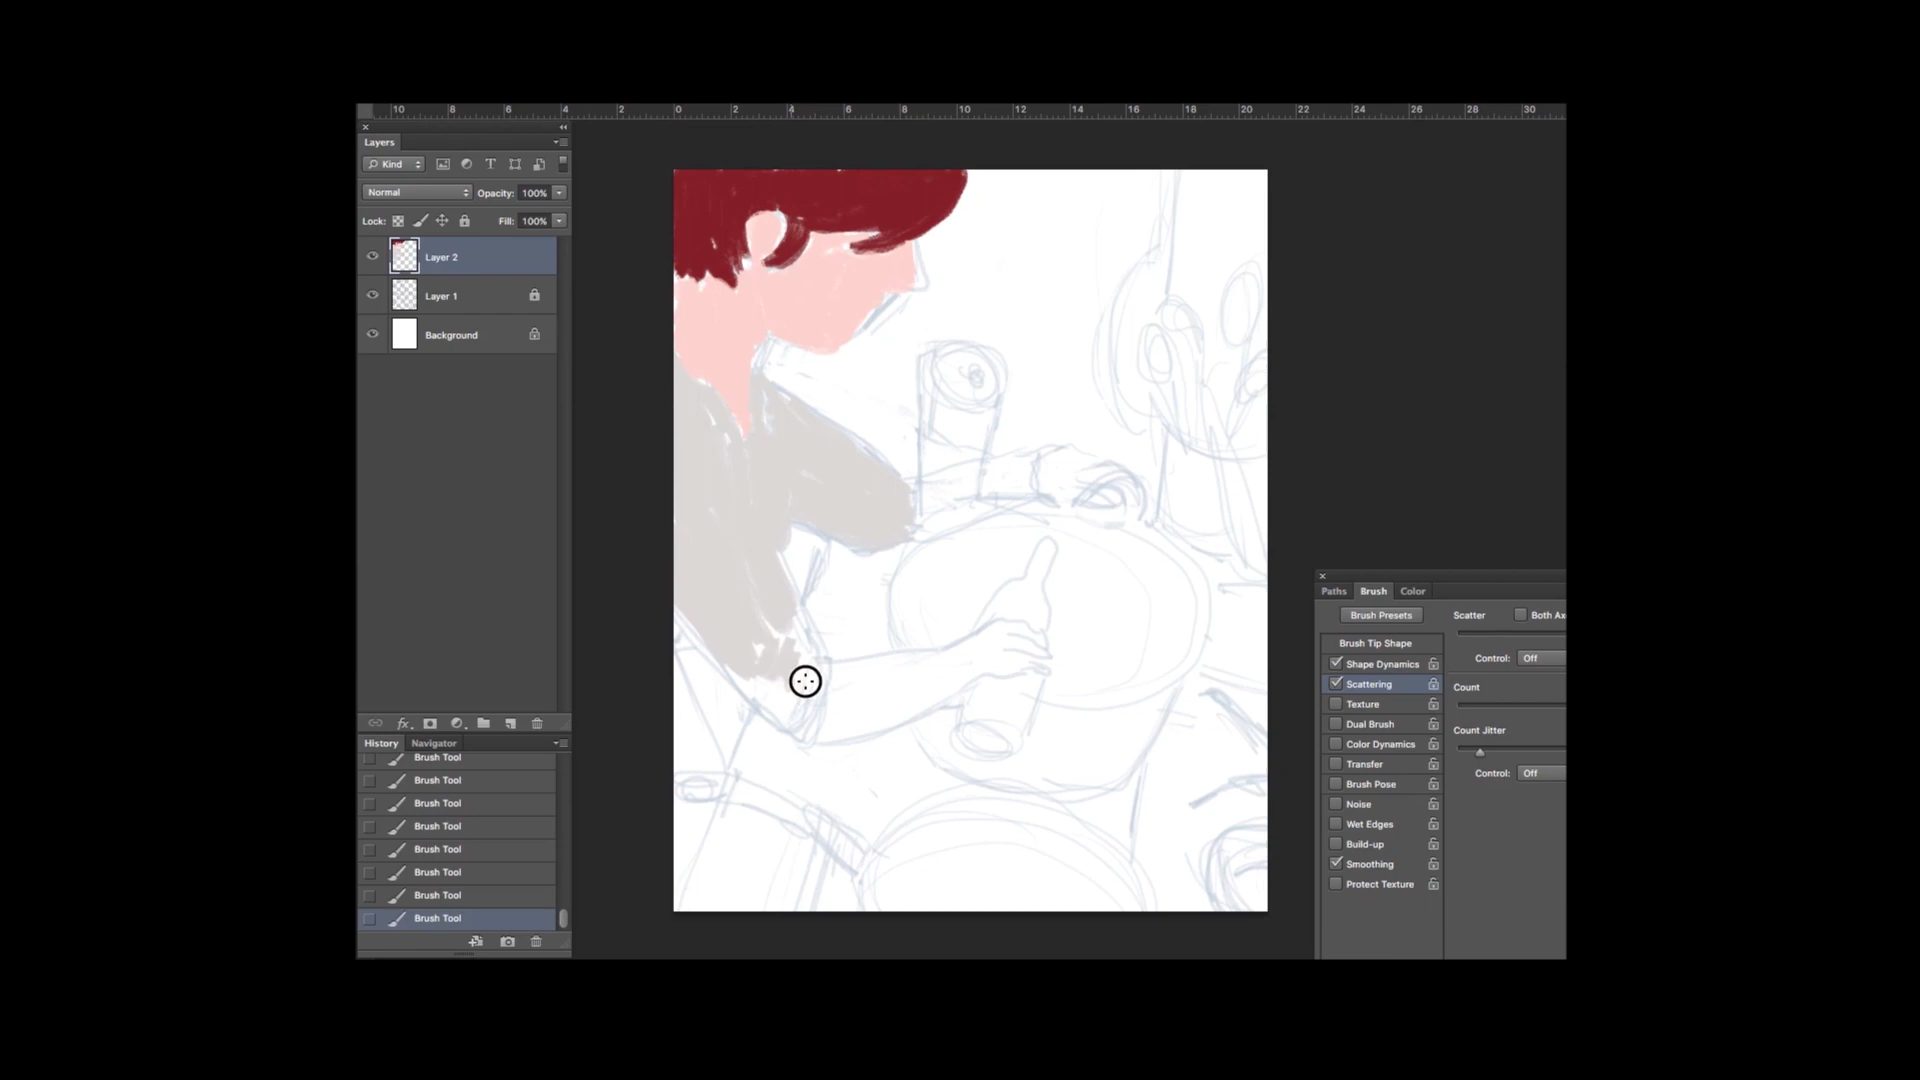 10 8 6 4 2 0 2 4 6 8 10 12 14 16 18 20 22 24 26 28 30
Layers
Kind
Normal Opacity: 100%
Lock: Fill: 100%
Layer 2
Layer 1
Background
fx
History Navigator
Brush Tool
Brush Tool
Brush Tool
Brush Tool
Brush Tool
Brush Tool
Brush Tool
Brush Tool
Paths Brush Color
Brush Presets
Brush Tip Shape
Shape Dynamics
Scattering
Texture
Dual Brush
Color Dynamics
Transfer
Brush Pose
Noise
Wet Edges
Build-up
Smoothing
Protect Texture
Scatter Both Ax
Control: Off
Count
Count Jitter
Control: Off